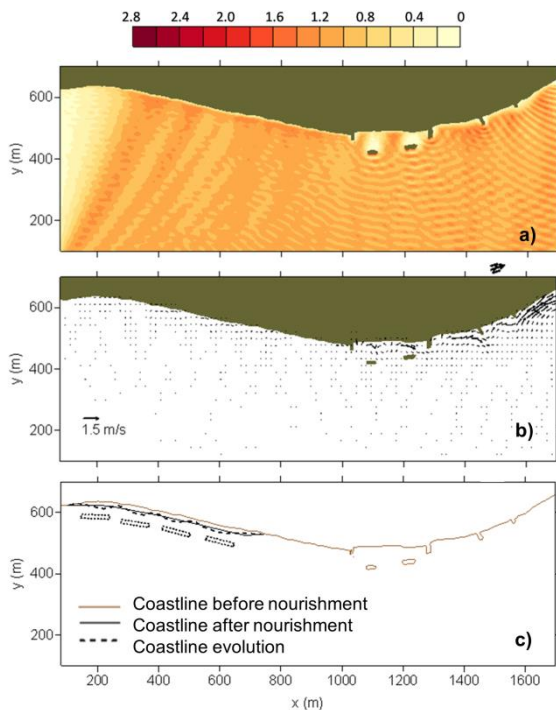 2.8 2.4 2.0 1.6 1.2 0.8 0.4 0
600
400
200
y (m)
a)
600
400
200
y (m)
1.5 m/s
b)
600
400
200
y (m)
Coastline before nourishment
Coastline after nourishment
Coastline evolution
c)
200 400 600 800 1000 1200 1400 1600
x (m)